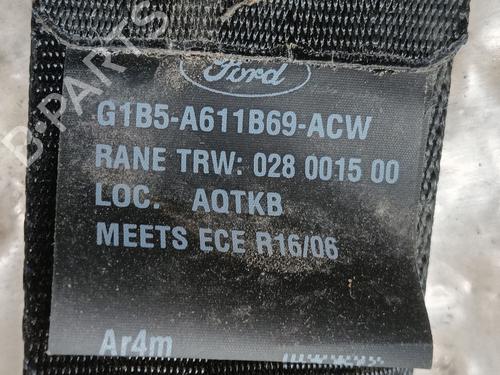 B-PARTS
Ford
G1B5-A611B69-ACW
RANE TRW: 028 0015 00
LOC. AQTKB
MEETS ECE R16/06
Ar4m